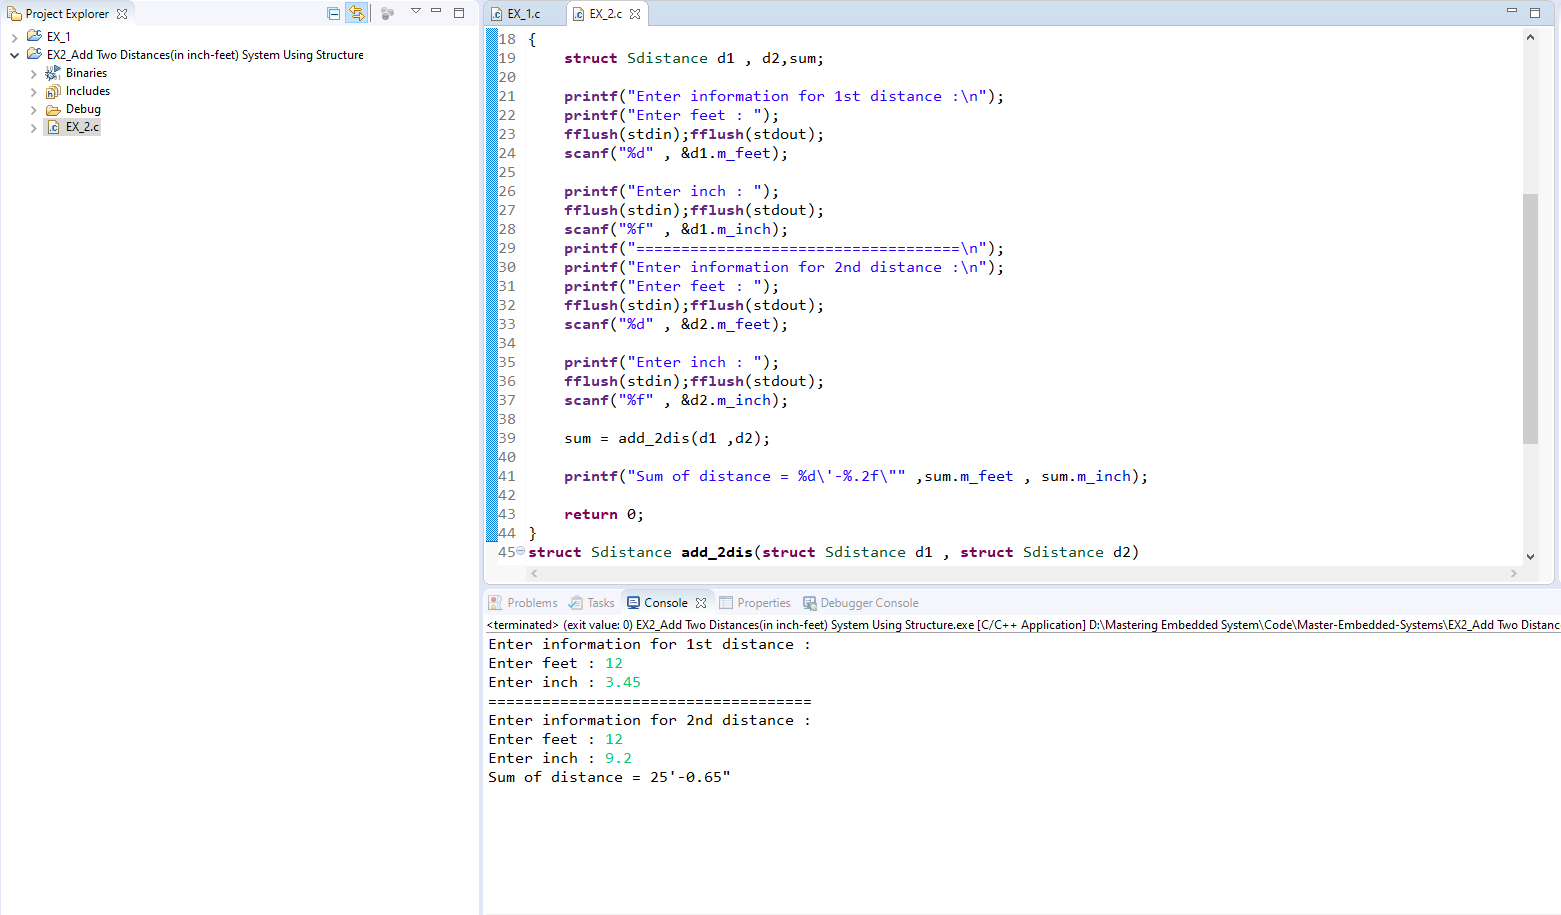 Project Explorer
EX_1
EX2_Add Two Distances(in inch-feet) System Using Structure
Binaries
Includes
Debug
EX_2.c
EX_1.c
EX_2.c
18 {
19     struct Sdistance d1 , d2,sum;
20
21     printf("Enter information for 1st distance :\n");
22     printf("Enter feet : ");
23     fflush(stdin);fflush(stdout);
24     scanf("%d" , &d1.m_feet);
25
26     printf("Enter inch : ");
27     fflush(stdin);fflush(stdout);
28     scanf("%f" , &d1.m_inch);
29     printf("====================================\n");
30     printf("Enter information for 2nd distance :\n");
31     printf("Enter feet : ");
32     fflush(stdin);fflush(stdout);
33     scanf("%d" , &d2.m_feet);
34
35     printf("Enter inch : ");
36     fflush(stdin);fflush(stdout);
37     scanf("%f" , &d2.m_inch);
38
39     sum = add_2dis(d1 ,d2);
40
41     printf("Sum of distance = %d\'-%.2f\"" ,sum.m_feet , sum.m_inch);
42
43     return 0;
44 }
45 struct Sdistance add_2dis(struct Sdistance d1 , struct Sdistance d2)
Problems Tasks Console Properties Debugger Console
<terminated> (exit value: 0) EX2_Add Two Distances(in inch-feet) System Using Structure.exe [C/C++ Application] D:\Mastering Embedded System\Code\Master-Embedded-Systems\EX2_Add Two Distanc
Enter information for 1st distance :
Enter feet : 12
Enter inch : 3.45
====================================
Enter information for 2nd distance :
Enter feet : 12
Enter inch : 9.2
Sum of distance = 25'-0.65"